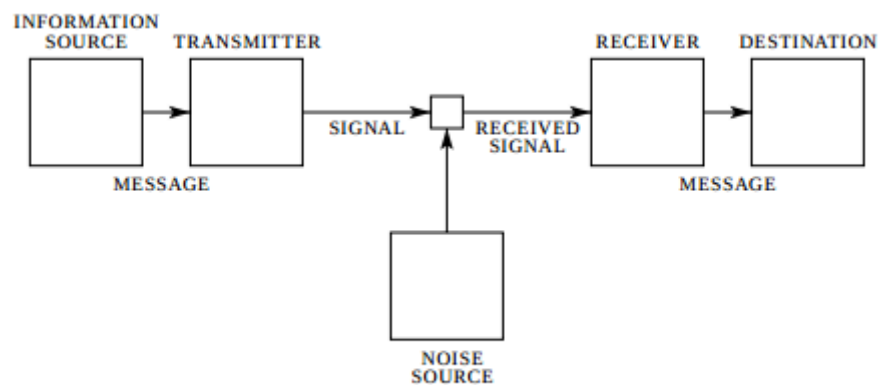 INFORMATION
SOURCE
TRANSMITTER
RECEIVER
DESTINATION
SIGNAL
RECEIVED
SIGNAL
MESSAGE
MESSAGE
NOISE
SOURCE